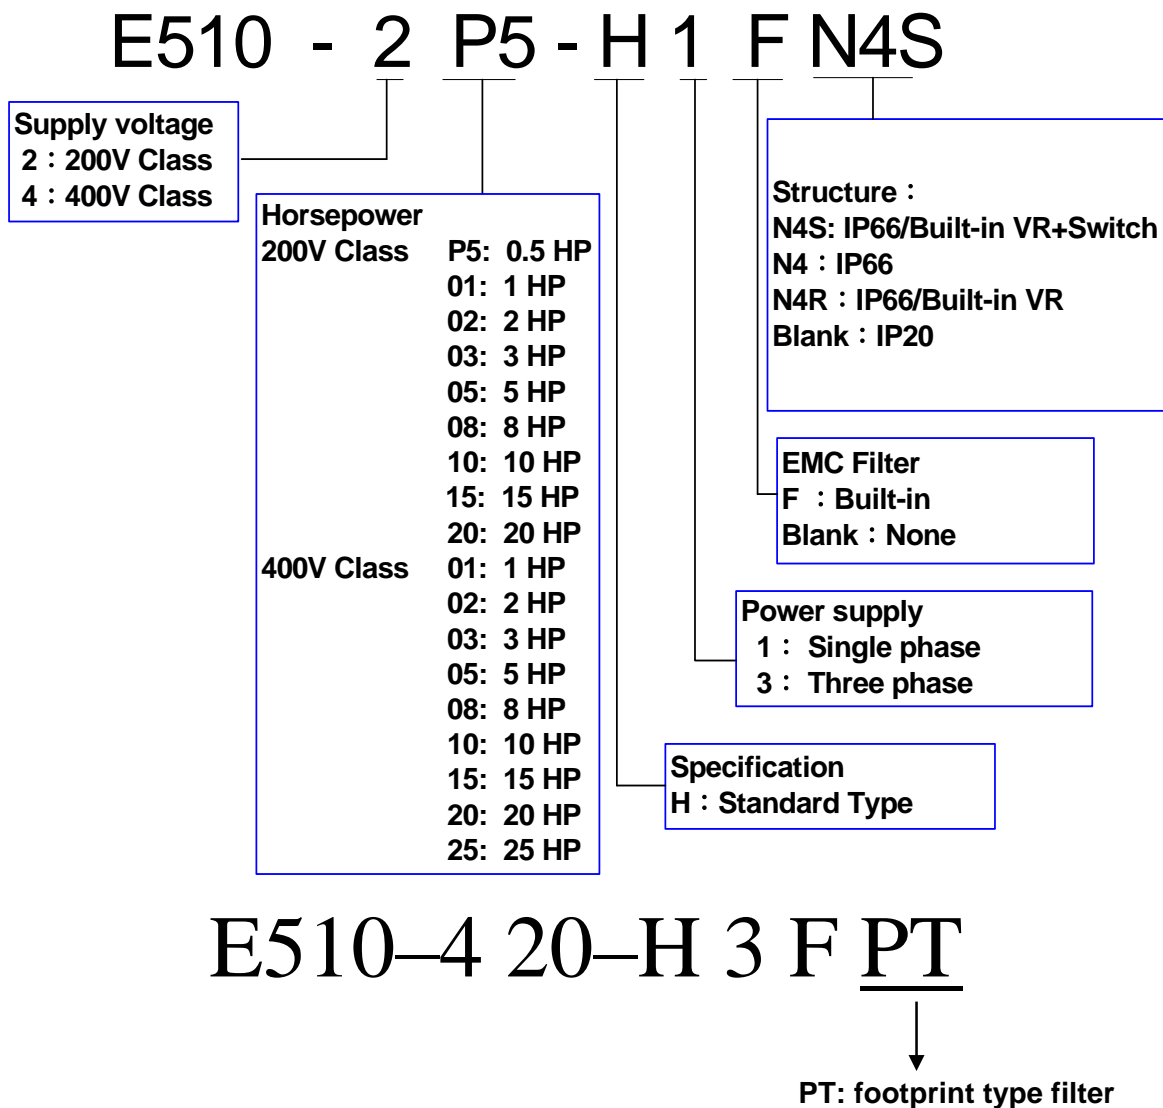 E510 - 2 P5 - H 1 F N4S
Supply voltage
2：200V Class
4：400V Class
Horsepower
200V Class P5: 0.5 HP
01: 1 HP
02: 2 HP
03: 3 HP
05: 5 HP
08: 8 HP
10: 10 HP
15: 15 HP
20: 20 HP
400V Class 01: 1 HP
02: 2 HP
03: 3 HP
05: 5 HP
08: 8 HP
10: 10 HP
15: 15 HP
20: 20 HP
25: 25 HP
Structure：
N4S: IP66/Built-in VR+Switch
N4：IP66
N4R：IP66/Built-in VR
Blank：IP20
EMC Filter
F ：Built-in
Blank：None
Power supply
1： Single phase
3： Three phase
Specification
H：Standard Type
E510–4 20–H 3 F PT
PT: footprint type filter